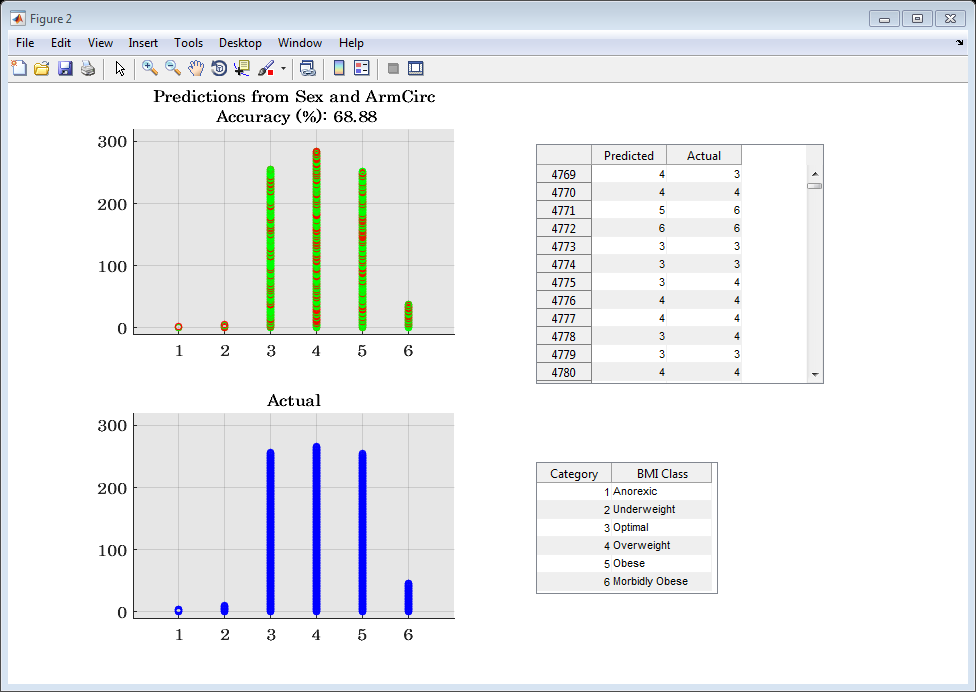 Figure 2
File Edit View Insert Tools Desktop Window Help
Predictions from Sex and ArmCirc
Accuracy (%): 68.88
300
200
100
0
1 2 3 4 5 6
Predicted Actual
4769 4 3
4770 4 4
4771 5 6
4772 6 6
4773 3 3
4774 3 3
4775 3 4
4776 4 4
4777 4 4
4778 3 4
4779 3 3
4780 4 4
Actual
300
200
100
0
1 2 3 4 5 6
Category BMI Class
1 Anorexic
2 Underweight
3 Optimal
4 Overweight
5 Obese
6 Morbidly Obese